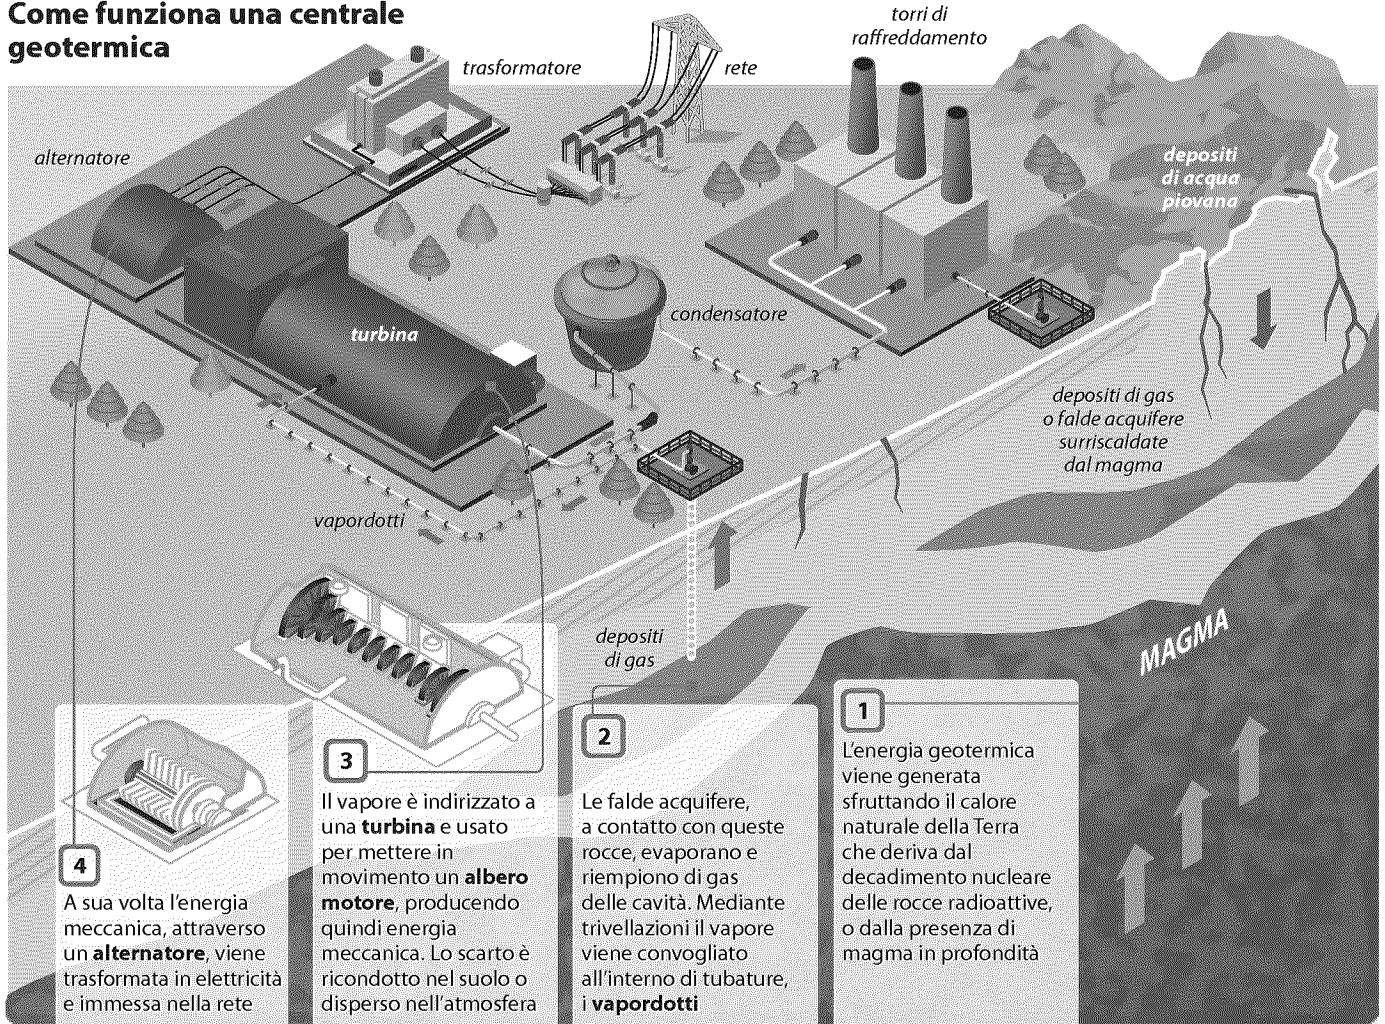 Come funziona una centrale
geotermica
torri di
raffreddamento
trasformatore
rete
alternatore
depositi
di acqua
piovana
turbina
condensatore
depositi di gas
o falde acquifere
surriscaldate
dal magma
vapordotti
depositi
di gas
MAGMA
1
L'energia geotermica
viene generata
sfruttando il calore
naturale della Terra
che deriva dal
decadimento nucleare
delle rocce radioattive,
o dalla presenza di
magma in profondità
2
Le falde acquifere,
a contatto con queste
rocce, evaporano e
riempiono di gas
delle cavità. Mediante
trivellazioni il vapore
viene convogliato
all'interno di tubature,
i vapordotti
3
Il vapore è indirizzato a
una turbina e usato
per mettere in
movimento un albero
motore, producendo
quindi energia
meccanica. Lo scarto è
ricondotto nel suolo o
disperso nell'atmosfera
4
A sua volta l'energia
meccanica, attraverso
un alternatore, viene
trasformata in elettricità
e immessa nella rete